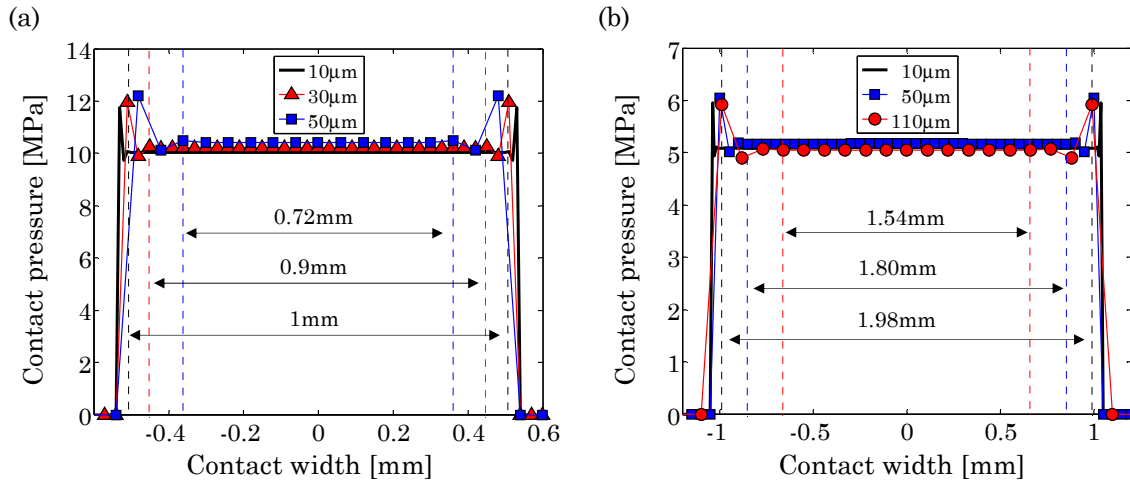 (a)
14
12
10
8
6
4
2
0
Contact pressure [MPa]
10μm
30μm
50μm
0.72mm
0.9mm
1mm
-0.4
-0.2
0
0.2
0.4
0.6
Contact width [mm]
(b)
7
6
5
4
3
2
1
0
Contact pressure [MPa]
10μm
50μm
110μm
1.54mm
1.80mm
1.98mm
-1
-0.5
0
0.5
1
Contact width [mm]